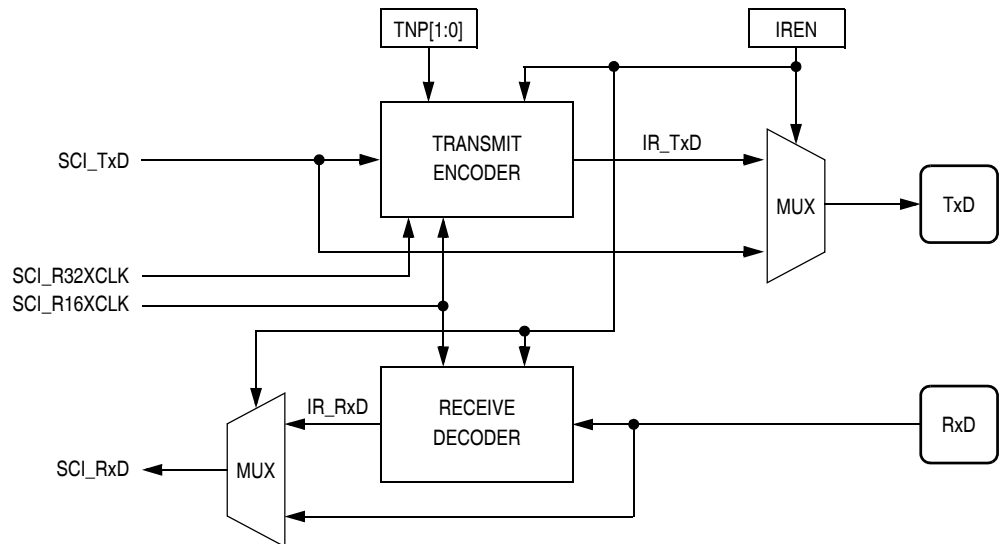 TNP[1:0]
IREN
TRANSMIT
ENCODER
IR_TxD
SCI_TxD
MUX
TxD
SCI_R32XCLK
SCI_R16XCLK
IR_RxD
RECEIVE
DECODER
RxD
SCI_RxD
MUX